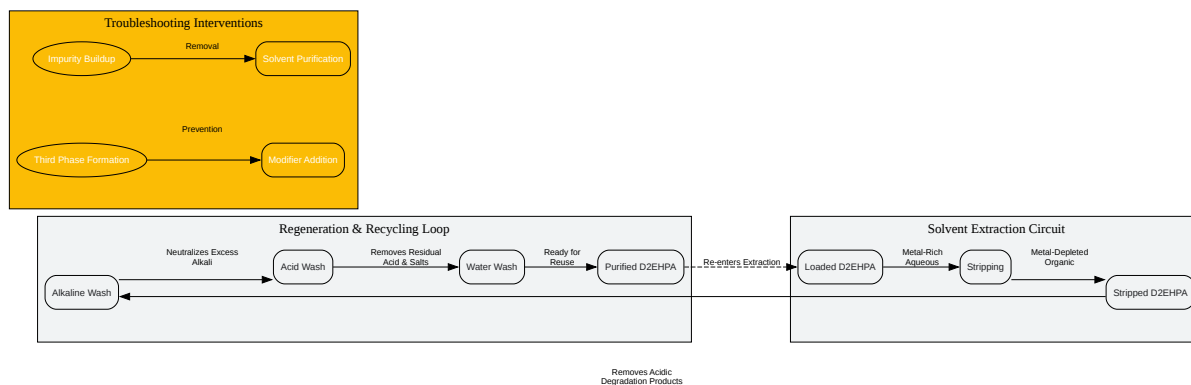 Troubleshooting Interventions
Removal
Impurity Buildup
Solvent Purification
Prevention
Third Phase Formation
Modifier Addition
Regeneration & Recycling Loop
Neutralizes Excess
Alkali
Removes Residual
Acid & Salts
Ready for
Reuse
Alkaline Wash
Acid Wash
Water Wash
Purified D2EHPA
Re-enters Extraction
Solvent Extraction Circuit
Metal-Rich
Aqueous
Metal-Depleted
Organic
Loaded D2EHPA
Stripping
Stripped D2EHPA
Removes Acidic
Degradation Products